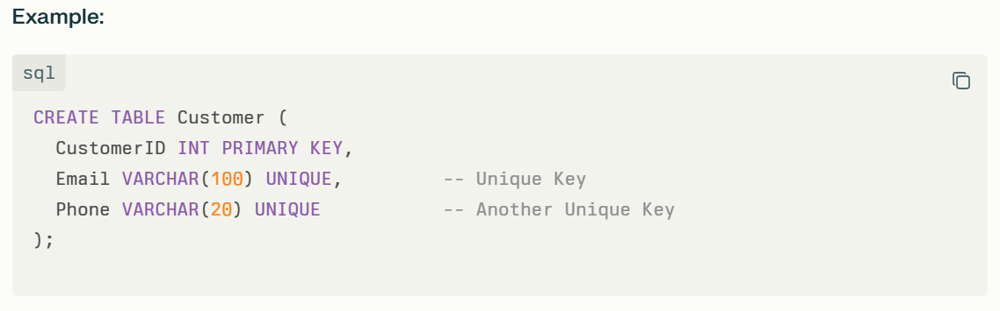 Example:
sql
CREATE TABLE Customer (
  CustomerID INT PRIMARY KEY,
  Email VARCHAR(100) UNIQUE,         -- Unique Key
  Phone VARCHAR(20) UNIQUE           -- Another Unique Key
);